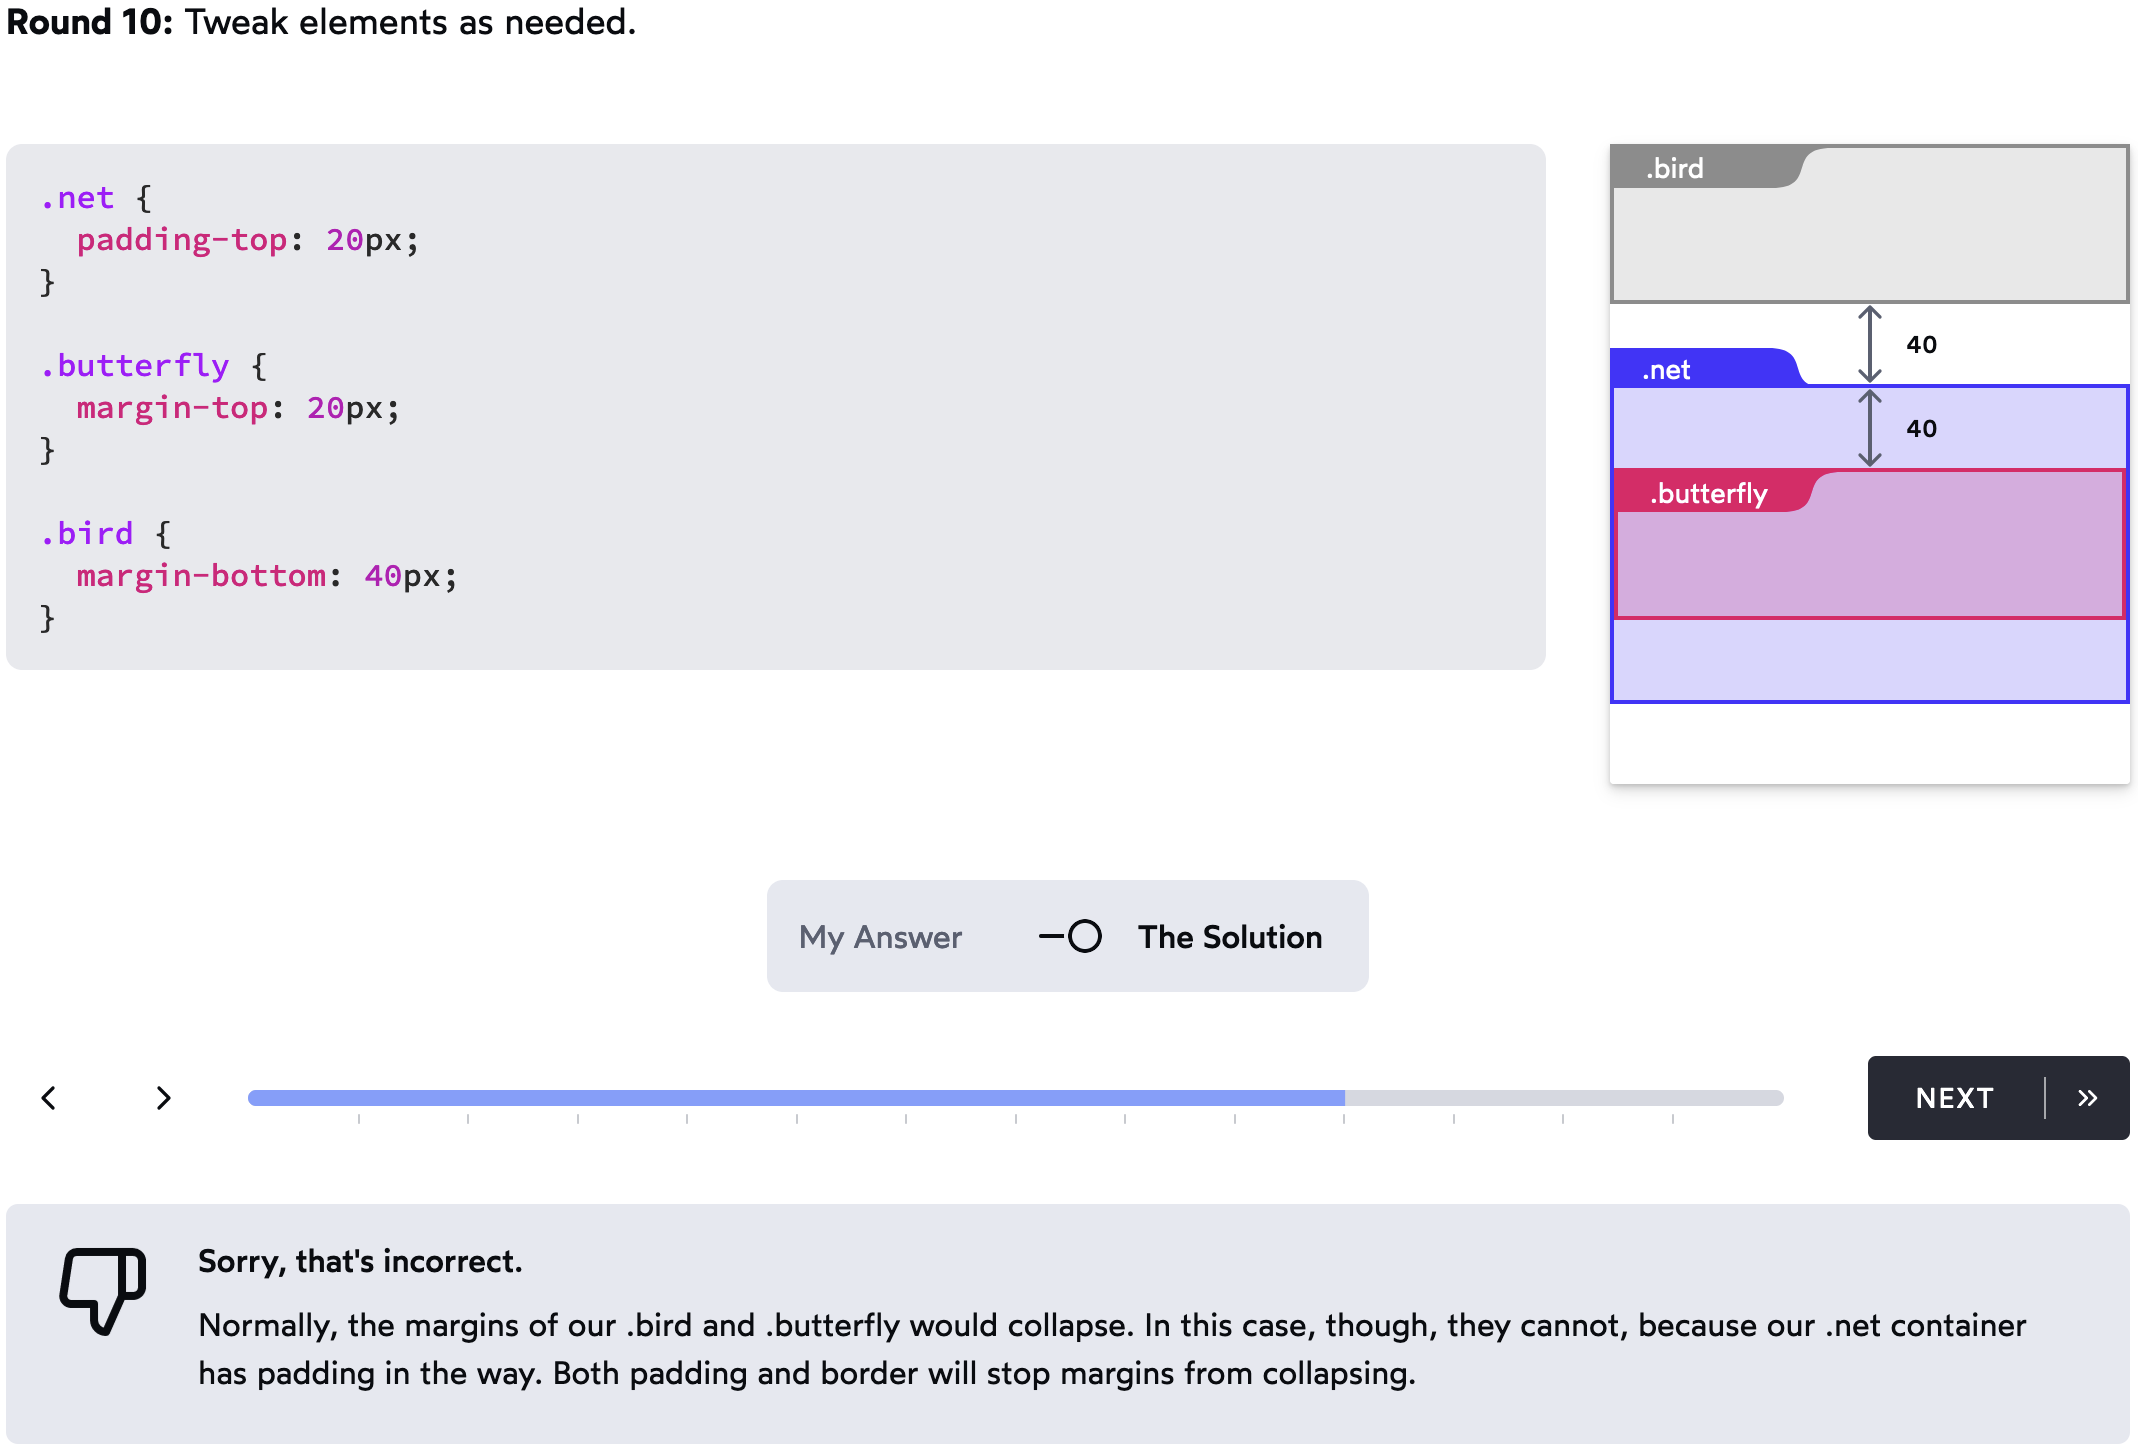 Round 10: Tweak elements as needed.
.net {
  padding-top: 20px;
}
.butterfly {
  margin-top: 20px;
}
.bird {
  margin-bottom: 40px;
}
.bird
40
.net
40
.butterfly
My Answer The Solution
NEXT
Sorry, that's incorrect.
Normally, the margins of our .bird and .butterfly would collapse. In this case, though, they cannot, because our .net container
has padding in the way. Both padding and border will stop margins from collapsing.